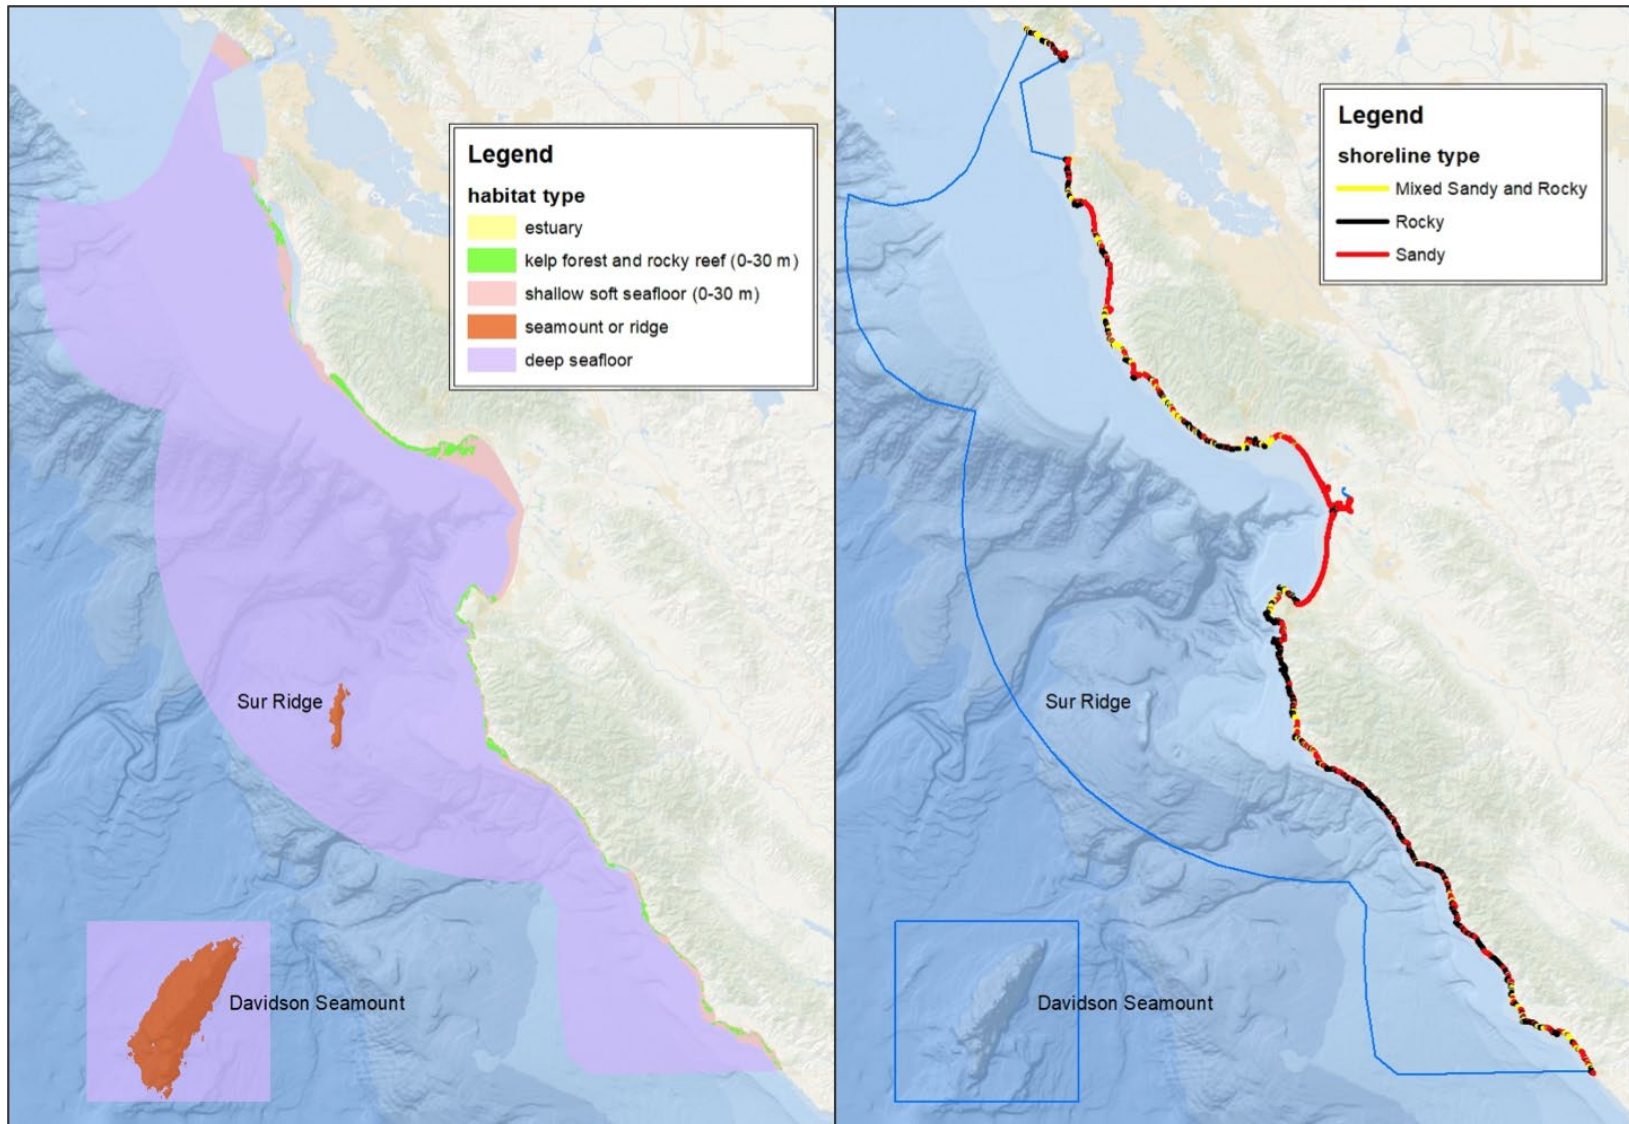 Legend
habitat type
estuary
kelp forest and rocky reef (0-30 m)
shallow soft seafloor (0-30 m)
seamount or ridge
deep seafloor
Sur Ridge
Davidson Seamount
Legend
shoreline type
Mixed Sandy and Rocky
Rocky
Sandy
Sur Ridge
Davidson Seamount